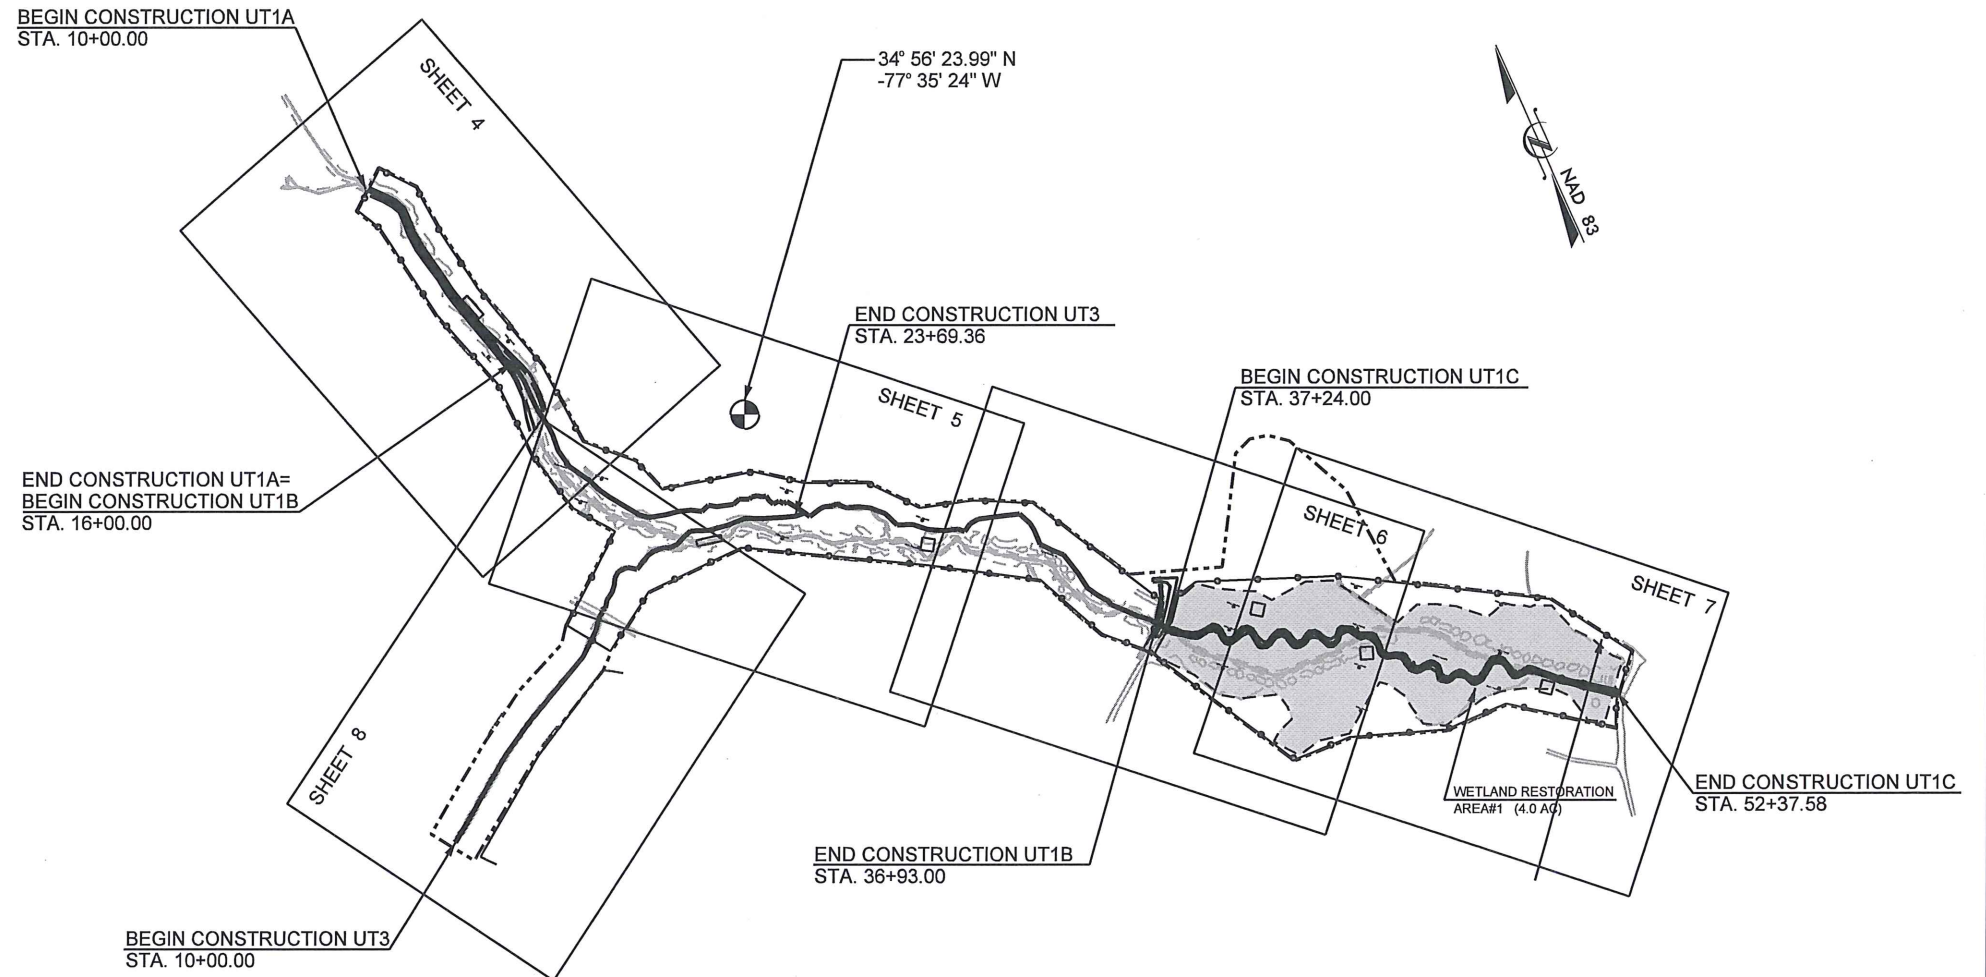 BEGIN CONSTRUCTION UT1A
STA. 10+00.00
SHEET 4
34° 56' 23.99" N
-77° 35' 24" W
NAD 83
END CONSTRUCTION UT3
STA. 23+69.36
SHEET 5
BEGIN CONSTRUCTION UT1C
STA. 37+24.00
END CONSTRUCTION UT1A=
BEGIN CONSTRUCTION UT1B
STA. 16+00.00
SHEET 6
SHEET 7
SHEET 8
WETLAND RESTORATION
AREA#1 (4.0 AC)
END CONSTRUCTION UT1C
STA. 52+37.58
END CONSTRUCTION UT1B
STA. 36+93.00
BEGIN CONSTRUCTION UT3
STA. 10+00.00